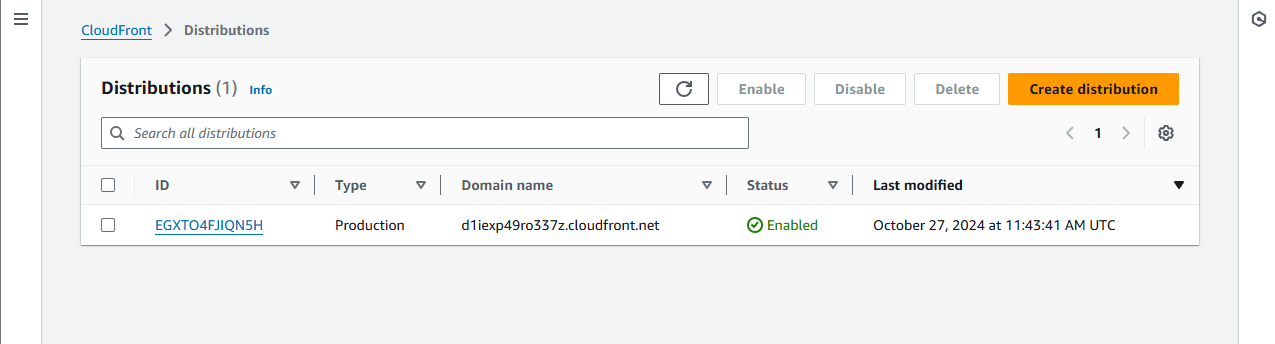 CloudFront > Distributions
Distributions (1) Info
Enable Disable Delete Create distribution
Search all distributions
1
ID Type Domain name Status Last modified
EGXTO4FJIQN5H Production d1iexp49ro337z.cloudfront.net Enabled October 27, 2024 at 11:43:41 AM UTC